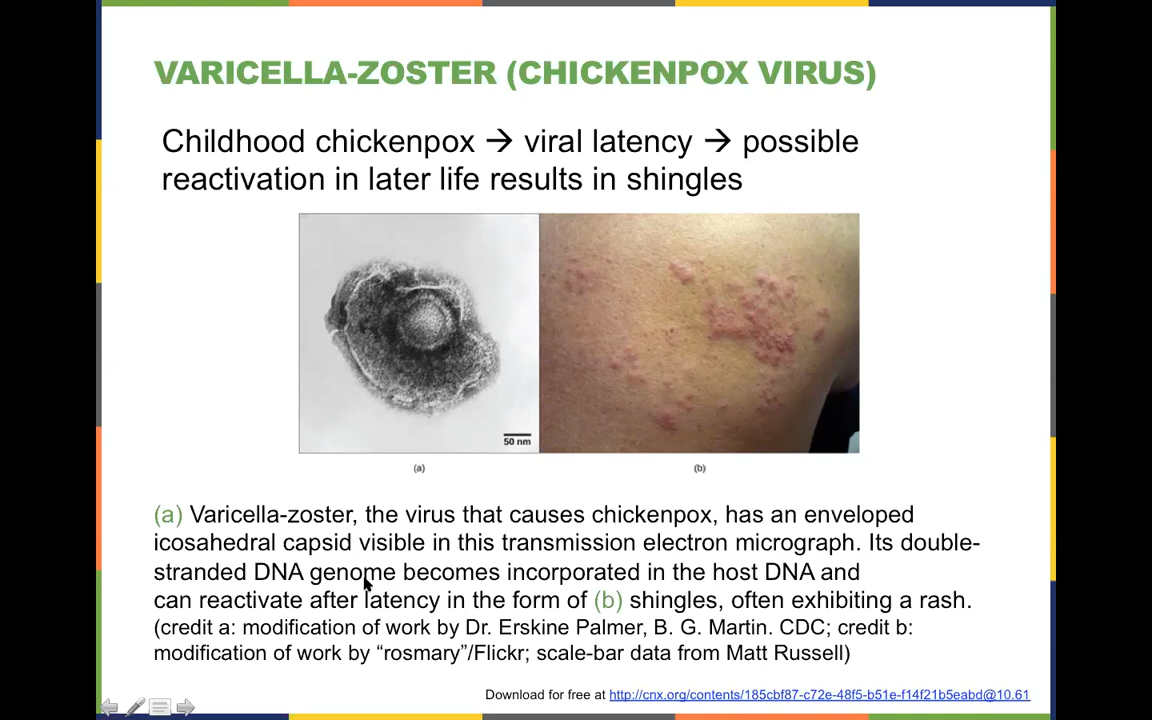 VARICELLA-ZOSTER (CHICKENPOX VIRUS)
Childhood chickenpox → viral latency → possible
reactivation in later life results in shingles
50 nm
(a)
(b)
(a) Varicella-zoster, the virus that causes chickenpox, has an enveloped
icosahedral capsid visible in this transmission electron micrograph. Its double-
stranded DNA genome becomes incorporated in the host DNA and
can reactivate after latency in the form of (b) shingles, often exhibiting a rash.
(credit a: modification of work by Dr. Erskine Palmer, B. G. Martin. CDC; credit b:
modification of work by “rosmary”/Flickr; scale-bar data from Matt Russell)
Download for free at http://cnx.org/contents/185cbf87-c72e-48f5-b51e-f14f21b5eabd@10.61